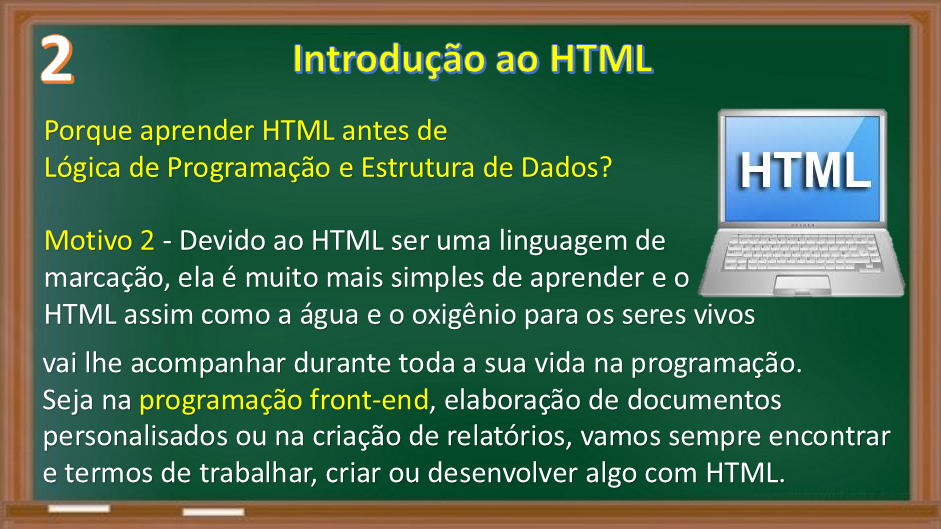 2
Introdução ao HTML
Porque aprender HTML antes de
Lógica de Programação e Estrutura de Dados?
HTML
Motivo 2 - Devido ao HTML ser uma linguagem de
marcação, ela é muito mais simples de aprender e o
HTML assim como a água e o oxigênio para os seres vivos
vai lhe acompanhar durante toda a sua vida na programação.
Seja na programação front-end, elaboração de documentos
personalisados ou na criação de relatórios, vamos sempre encontrar
e termos de trabalhar, criar ou desenvolver algo com HTML.